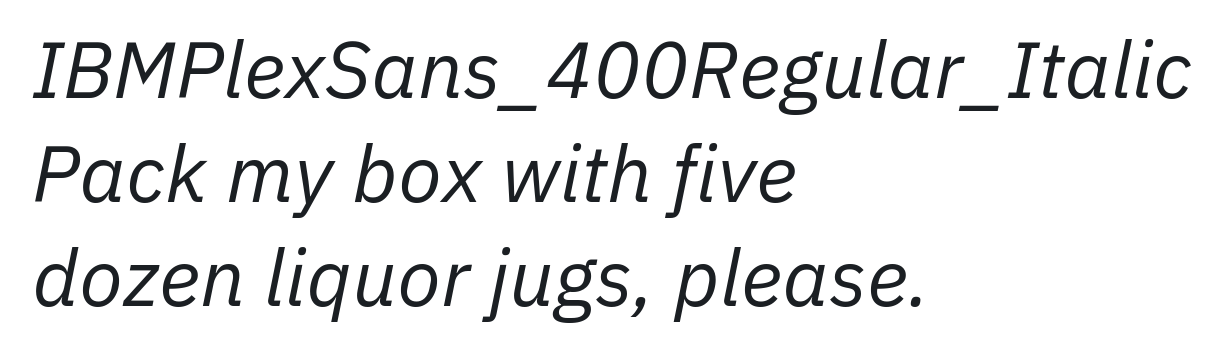 IBMPlexSans_400Regular_Italic
Pack my box with five
dozen liquor jugs, please.